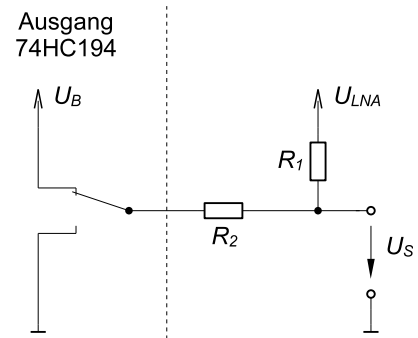 Ausgang
74HC194
U_B
U_LNA
R_1
R_2
U_S